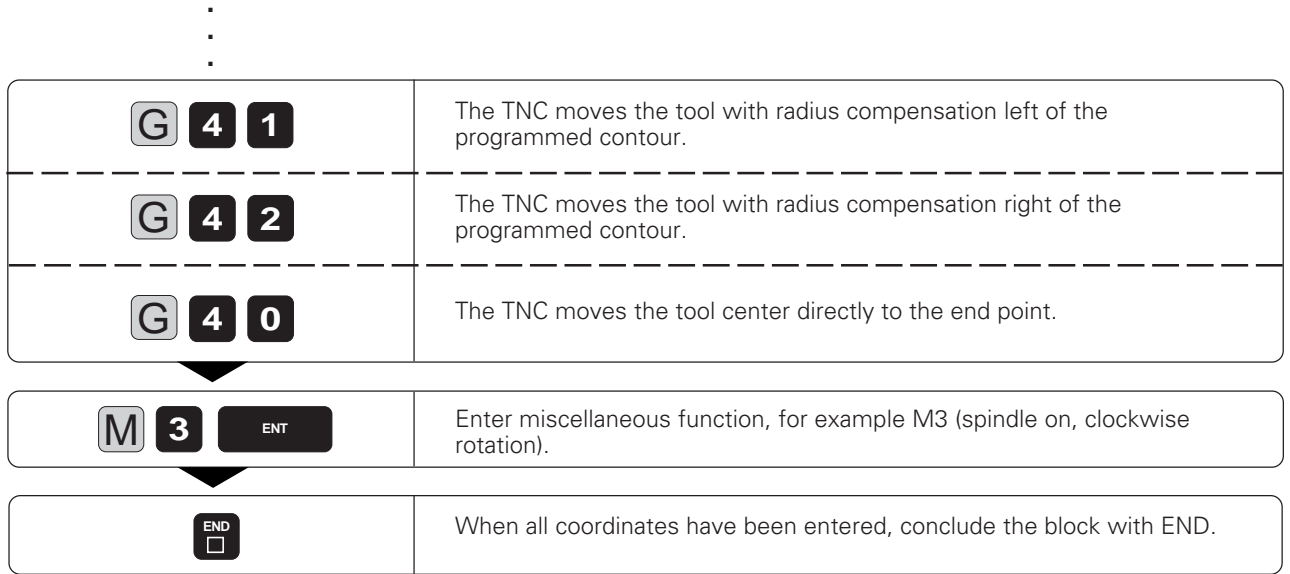 G 4 1
The TNC moves the tool with radius compensation left of the
programmed contour.
G 4 2
The TNC moves the tool with radius compensation right of the
programmed contour.
G 4 0
The TNC moves the tool center directly to the end point.
M 3 ENT
Enter miscellaneous function, for example M3 (spindle on, clockwise
rotation).
END
When all coordinates have been entered, conclude the block with END.